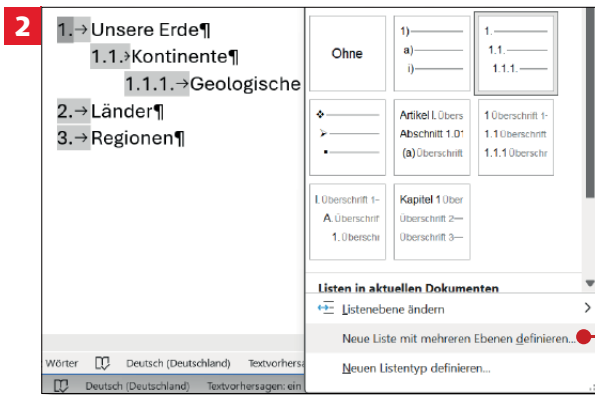 2
1.→Unsere Erde¶
1.1.→Kontinente¶
1.1.1.→Geologische
2.→Länder¶
3.→Regionen¶
Ohne
1)
a)
i)
1.
1.1.
1.1.1.
Artikel I. Übers
Abschnitt 1.01
(a) Überschrift
1 Überschrift 1-
1.1 Überschrift
1.1.1 Überschr
I. Überschrift 1-
A. Überschrif
1. Überschr
Kapitel 1 Über
Überschrift 2—
Überschrift 3—
Listen in aktuellen Dokumenten
Listenebene ändern
Neue Liste mit mehreren Ebenen definieren...
Neuen Listentyp definieren...
Wörter Deutsch (Deutschland) Textvorhersa
Deutsch (Deutschland) Textvorhersagen: ein